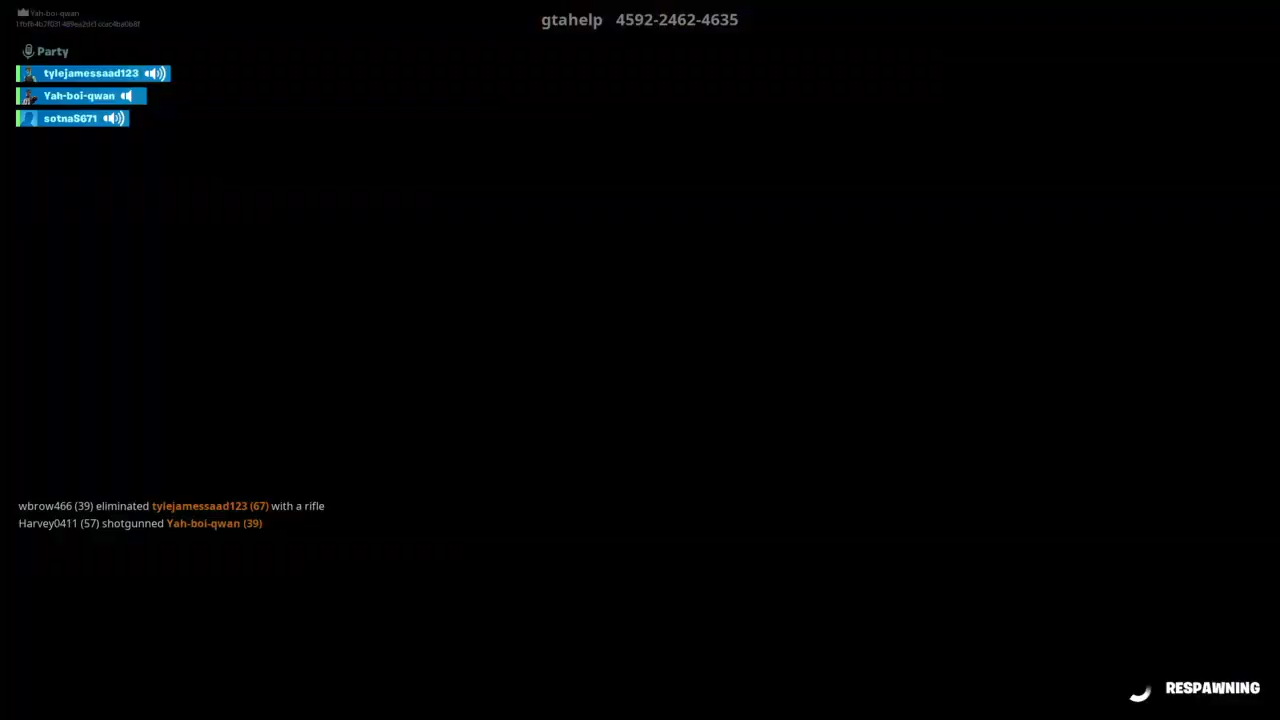 Yah-boi-qwan
gtahelp 4592-2462-4635
Party
tylejamessaad123
Yah-boi-qwan
sotnaS671
wbrow466 (39) eliminated tylejamessaad123 (67) with a rifle
Harvey0411 (57) shotgunned Yah-boi-qwan (39)
RESPAWNING